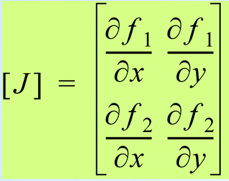 [J] = [ ∂f₁/∂x ∂f₁/∂y
∂f₂/∂x ∂f₂/∂y ]